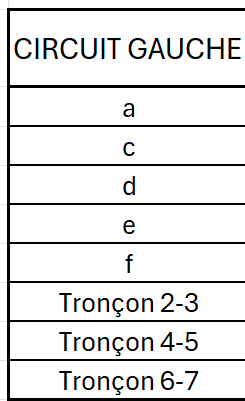 CIRCUIT GAUCHE
a
c
d
e
f
Tronçon 2-3
Tronçon 4-5
Tronçon 6-7